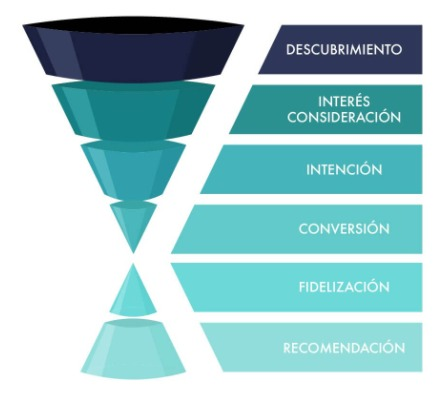 DESCUBRIMIENTO
INTERÉS
CONSIDERACIÓN
INTENCIÓN
CONVERSIÓN
FIDELIZACIÓN
RECOMENDACIÓN